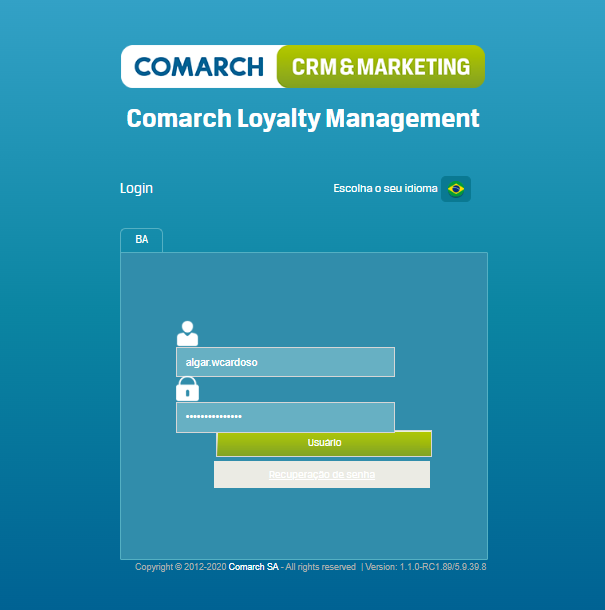 COMARCH CRM & MARKETING
Comarch Loyalty Management
Login
Escolha o seu idioma
BA
algar.wcardoso
•••••••••••••••
Usuário
Recuperação de senha
Copyright © 2012-2020 Comarch SA - All rights reserved | Version: 1.1.0-RC1.89/5.9.39.8